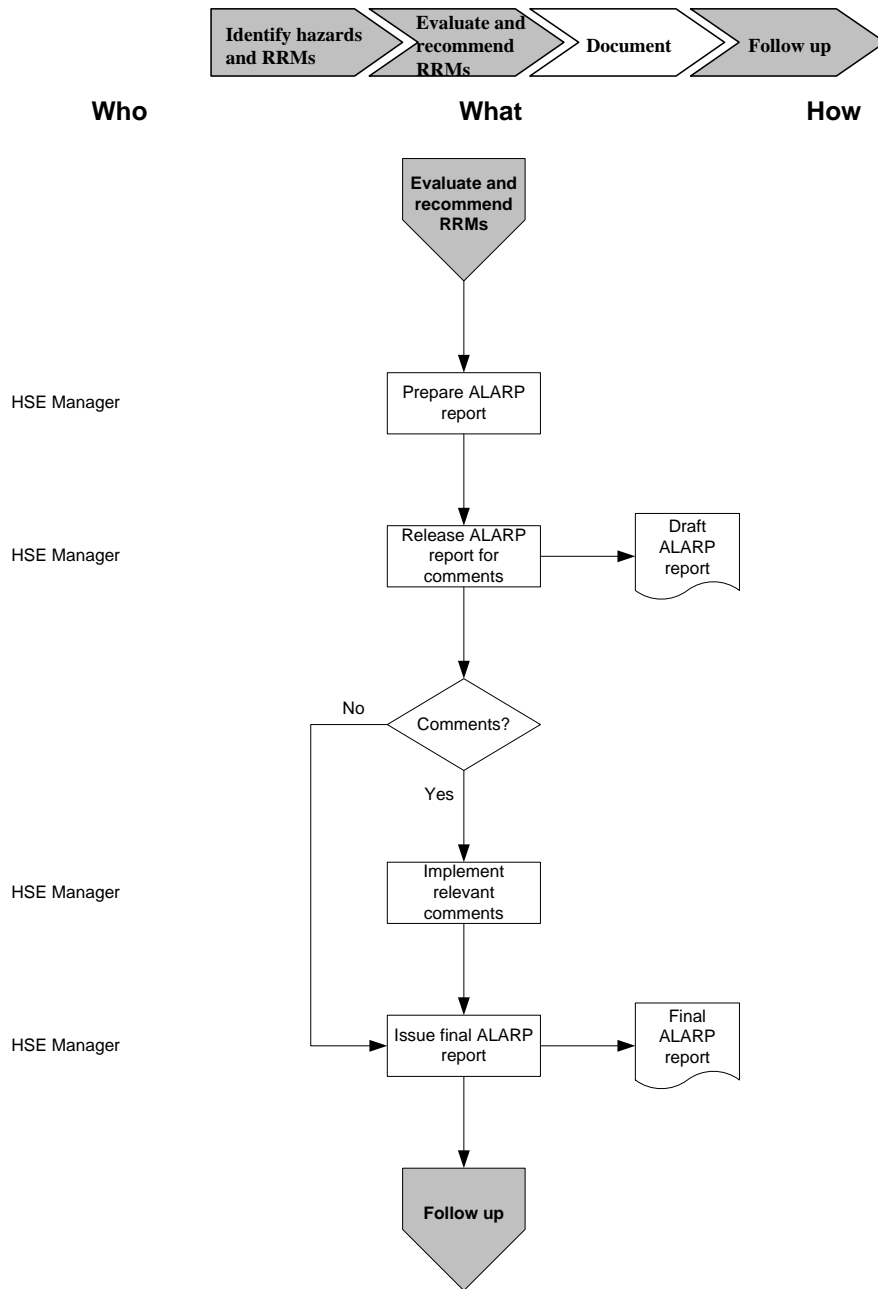 Identify hazards
and RRMs
Evaluate and
recommend
RRMs
Document
Follow up
Who
What
How
Evaluate and
recommend
RRMs
HSE Manager
Prepare ALARP
report
HSE Manager
Release ALARP
report for
comments
Draft
ALARP
report
Comments?
No
Yes
HSE Manager
Implement
relevant
comments
HSE Manager
Issue final ALARP
report
Final
ALARP
report
Follow up